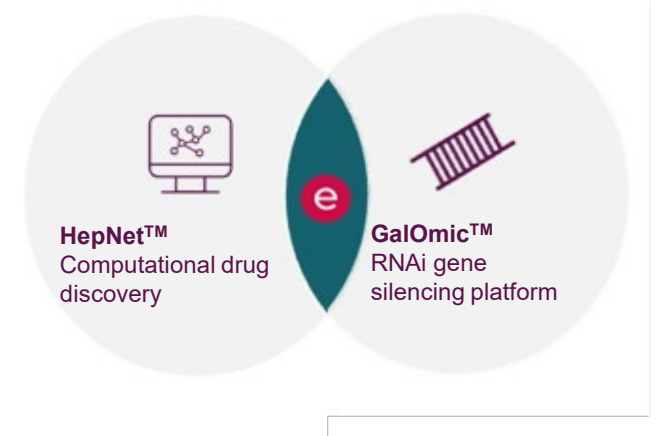 HepNet™
Computational drug
discovery
e
GalOmic™
RNAi gene
silencing platform